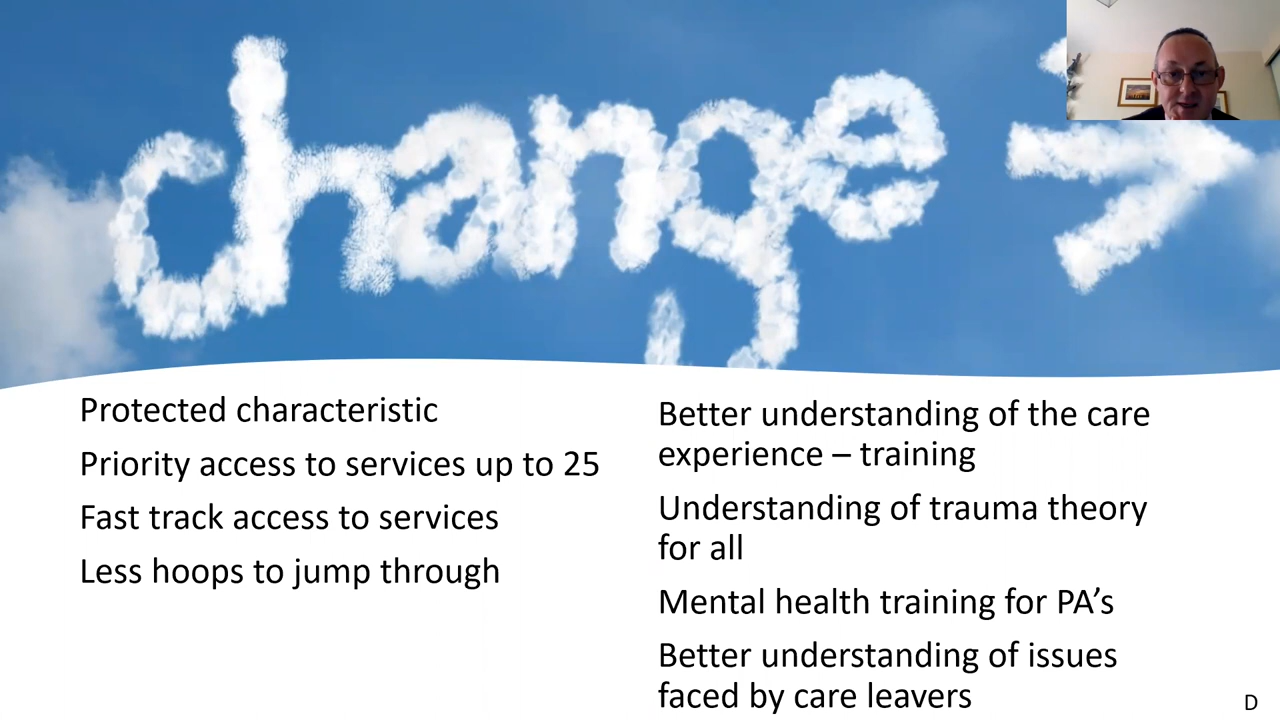 change
Protected characteristic
Priority access to services up to 25
Fast track access to services
Less hoops to jump through
Better understanding of the care
experience – training
Understanding of trauma theory
for all
Mental health training for PA’s
Better understanding of issues
faced by care leavers
D